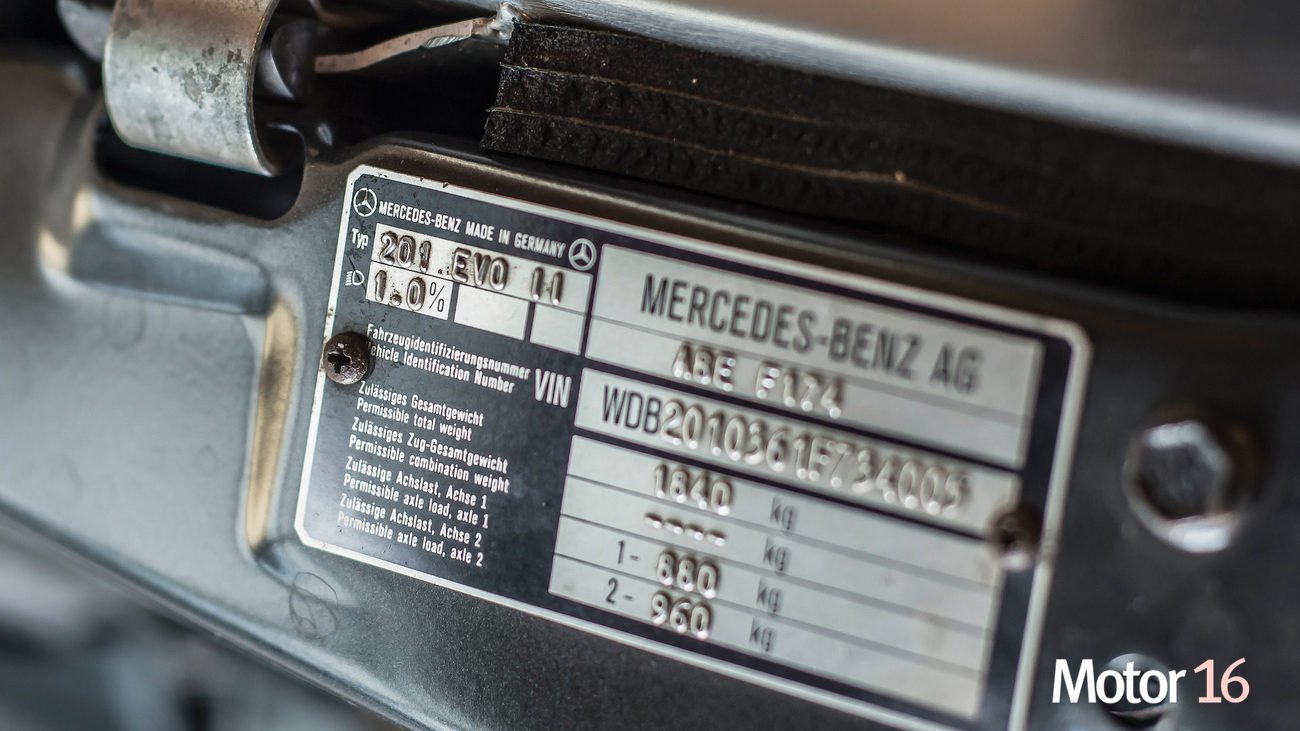 MERCEDES-BENZ MADE IN GERMANY
Typ 201.EVO II
1.0%
Fahrzeugidentifizierungsnummer
Vehicle Identification Number
VIN
Zulässiges Gesamtgewicht
Permissible total weight
Zulässiges Zug-Gesamtgewicht
Permissible combination weight
Zulässige Achslast, Achse 1
Permissible axle load, axle 1
Zulässige Achslast, Achse 2
Permissible axle load, axle 2
MERCEDES-BENZ AG
ABE F174
WDB2010361F734005
1840 kg
---- kg
1- 880 kg
2- 960 kg
Motor 16